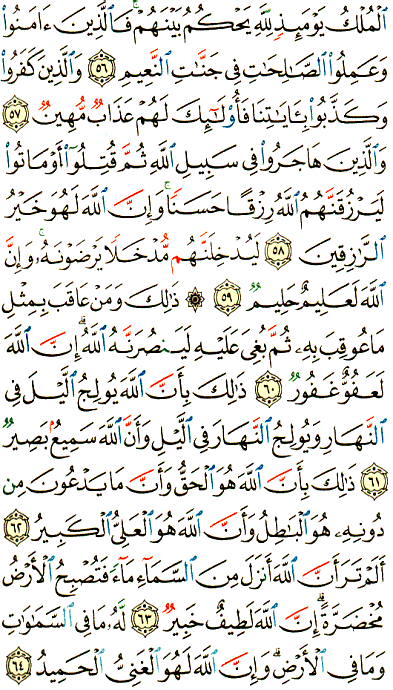 ٱلْمُلْكُ يَوْمَئِذٍ لِّلَّهِ يَحْكُمُ بَيْنَهُمْ ۚ فَٱلَّذِينَ ءَامَنُوا۟
وَعَمِلُوا۟ ٱلصَّـٰلِحَـٰتِ فِى جَنَّـٰتِ ٱلنَّعِيمِ ٥٦ وَٱلَّذِينَ كَفَرُوا۟
وَكَذَّبُوا۟ بِـَٔايَـٰتِنَا فَأُو۟لَـٰٓئِكَ لَهُمْ عَذَابٌ مُّهِينٌ ٥٧
وَٱلَّذِينَ هَاجَرُوا۟ فِى سَبِيلِ ٱللَّهِ ثُمَّ قُتِلُوٓا۟ أَوْ مَاتُوا۟
لَيَرْزُقَنَّهُمُ ٱللَّهُ رِزْقًا حَسَنًا ۚ وَإِنَّ ٱللَّهَ لَهُوَ خَيْرُ
ٱلرَّٰزِقِينَ ٥٨ لَيُدْخِلَنَّهُم مُّدْخَلًا يَرْضَوْنَهُۥ ۗ وَإِنَّ
ٱللَّهَ لَعَلِيمٌ حَلِيمٌ ٥٩ ۞ ذَٰلِكَ وَمَنْ عَاقَبَ بِمِثْلِ
مَا عُوقِبَ بِهِۦ ثُمَّ بُغِىَ عَلَيْهِ لَيَنصُرَنَّهُ ٱللَّهُ ۗ إِنَّ ٱللَّهَ
لَعَفُوٌّ غَفُورٌ ٦٠ ذَٰلِكَ بِأَنَّ ٱللَّهَ يُولِجُ ٱلَّيْلَ فِى
ٱلنَّهَارِ وَيُولِجُ ٱلنَّهَارَ فِى ٱلَّيْلِ وَأَنَّ ٱللَّهَ سَمِيعٌۢ بَصِيرٌ
٦١ ذَٰلِكَ بِأَنَّ ٱللَّهَ هُوَ ٱلْحَقُّ وَأَنَّ مَا يَدْعُونَ مِن
دُونِهِۦ هُوَ ٱلْبَـٰطِلُ وَأَنَّ ٱللَّهَ هُوَ ٱلْعَلِىُّ ٱلْكَبِيرُ ٦٢
أَلَمْ تَرَ أَنَّ ٱللَّهَ أَنزَلَ مِنَ ٱلسَّمَآءِ مَآءً فَتُصْبِحُ ٱلْأَرْضُ
مُخْضَرَّةً ۗ إِنَّ ٱللَّهَ لَطِيفٌ خَبِيرٌ ٦٣ لَّهُۥ مَا فِى ٱلسَّمَـٰوَٰتِ
وَمَا فِى ٱلْأَرْضِ ۗ وَإِنَّ ٱللَّهَ لَهُوَ ٱلْغَنِىُّ ٱلْحَمِيدُ ٦٤